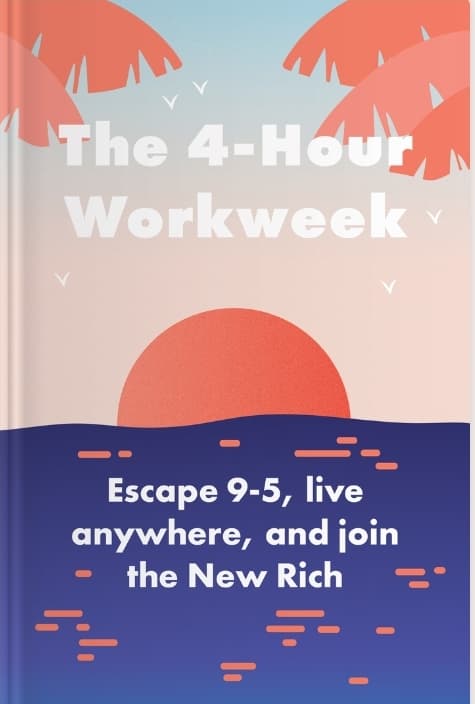 The 4-Hour
Workweek
Escape 9-5, live
anywhere, and join
the New Rich